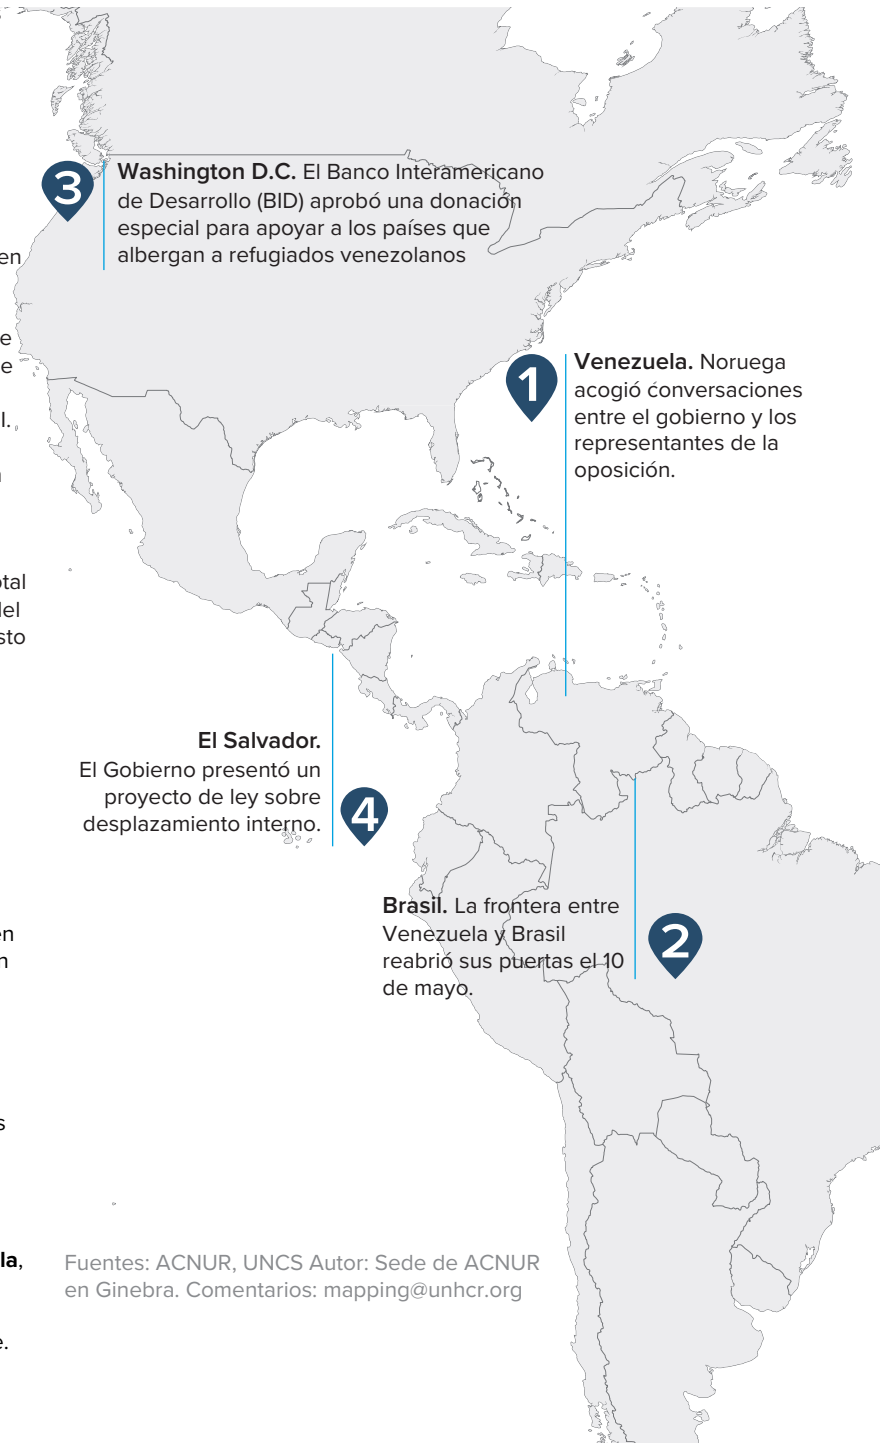 3
Washington D.C. El Banco Interamericano
de Desarrollo (BID) aprobó una donación
especial para apoyar a los países que
albergan a refugiados venezolanos
en
e
e
l.
1
Venezuela. Noruega
acogió conversaciones
entre el gobierno y los
representantes de la
oposición.
sto
El Salvador.
El Gobierno presentó un
proyecto de ley sobre
desplazamiento interno.
4
Brasil. La frontera entre
Venezuela y Brasil
reabrió sus puertas el 10
de mayo.
2
s
la,
e.
Fuentes: ACNUR, UNCS Autor: Sede de ACNUR
en Ginebra. Comentarios: mapping@unhcr.org